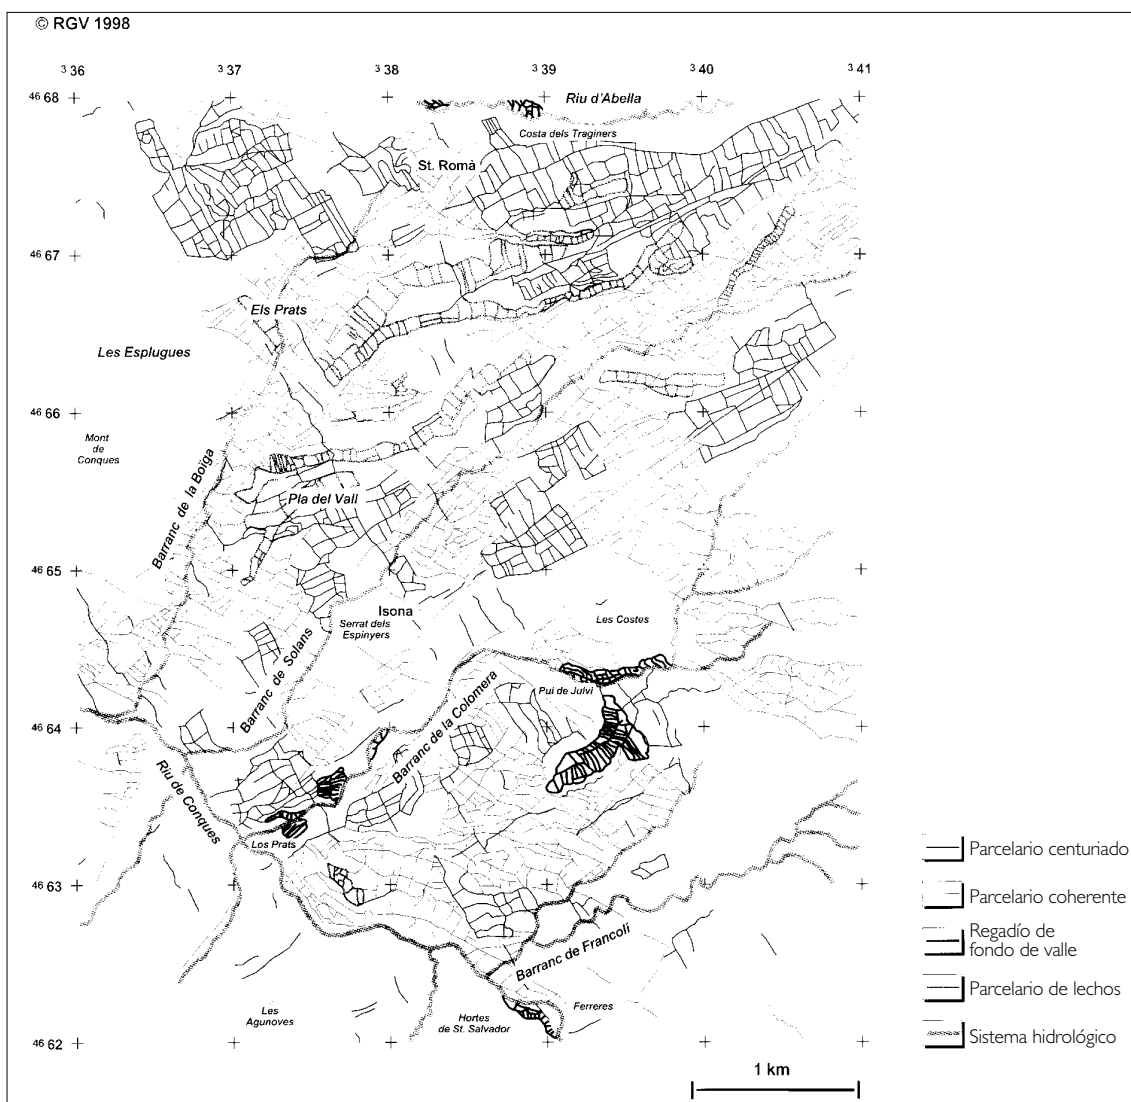 © RGV 1998
3 36
3 37
3 38
3 39
3 40
3 41
46 68
Riu d'Abella
Costa dels Traginers
St. Romà
46 67
Els Prats
Les Esplugues
46 66
Mont
de
Conques
Barranc de la Boïga
Pla del Vall
46 65
Isona
Serrat dels
Espinyers
Les Costes
Barranc de Solans
Barranc de la Colomera
Pui de Julvi
46 64
Riu de Conques
Los Prats
46 63
Barranc de Francolí
Les
Agunoves
Hortes
de St. Salvador
Ferreres
46 62
1 km
Parcelario centuriado
Parcelario coherente
Regadío de
fondo de valle
Parcelario de lechos
Sistema hidrológico